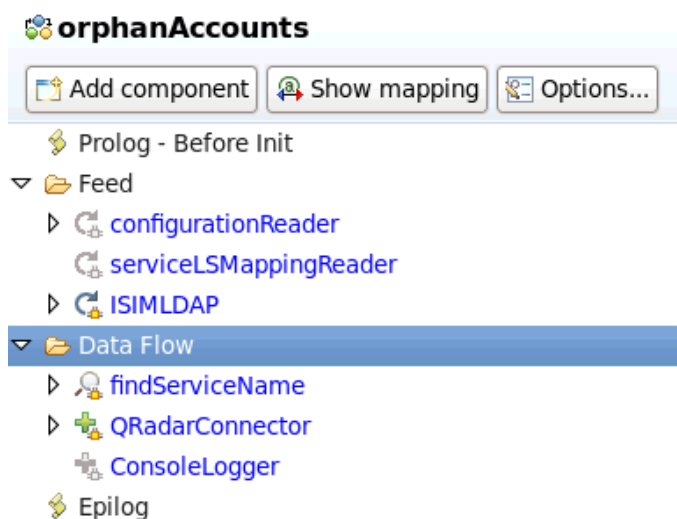 orphanAccounts
Add component Show mapping Options...
Prolog - Before Init
Feed
configurationReader
serviceLSMappingReader
ISIMLDAP
Data Flow
findServiceName
QRadarConnector
ConsoleLogger
Epilog